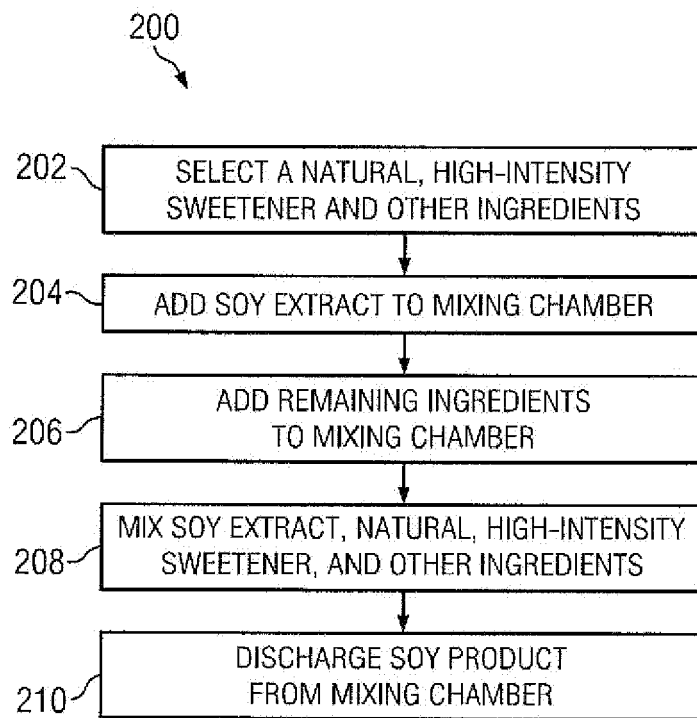 200
202
SELECT A NATURAL, HIGH-INTENSITY
SWEETENER AND OTHER INGREDIENTS
204
ADD SOY EXTRACT TO MIXING CHAMBER
206
ADD REMAINING INGREDIENTS
TO MIXING CHAMBER
208
MIX SOY EXTRACT, NATURAL, HIGH-INTENSITY
SWEETENER, AND OTHER INGREDIENTS
210
DISCHARGE SOY PRODUCT
FROM MIXING CHAMBER